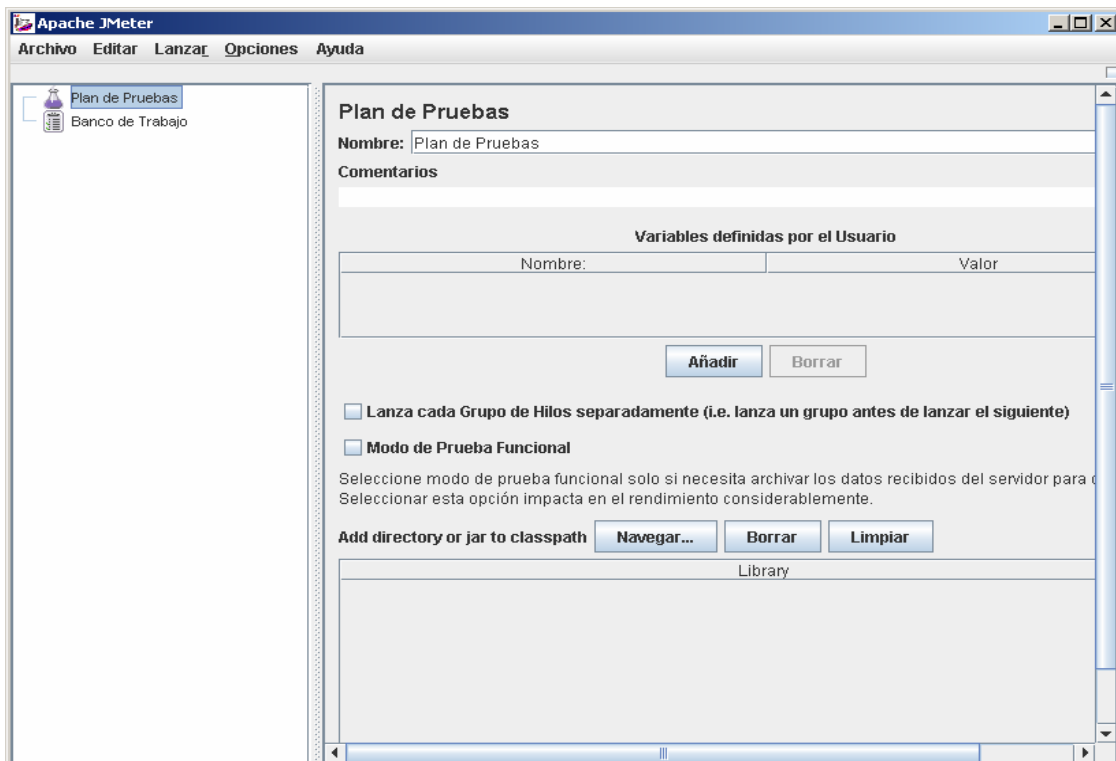 Apache JMeter
Archivo Editar Lanzar Opciones Ayuda
Plan de Pruebas
Banco de Trabajo
Plan de Pruebas
Nombre: Plan de Pruebas
Comentarios
Variables definidas por el Usuario
Nombre: Valor
Añadir Borrar
Lanza cada Grupo de Hilos separadamente (i.e. lanza un grupo antes de lanzar el siguiente)
Modo de Prueba Funcional
Seleccione modo de prueba funcional solo si necesita archivar los datos recibidos del servidor para
Seleccionar esta opción impacta en el rendimiento considerablemente.
Add directory or jar to classpath Navegar... Borrar Limpiar
Library